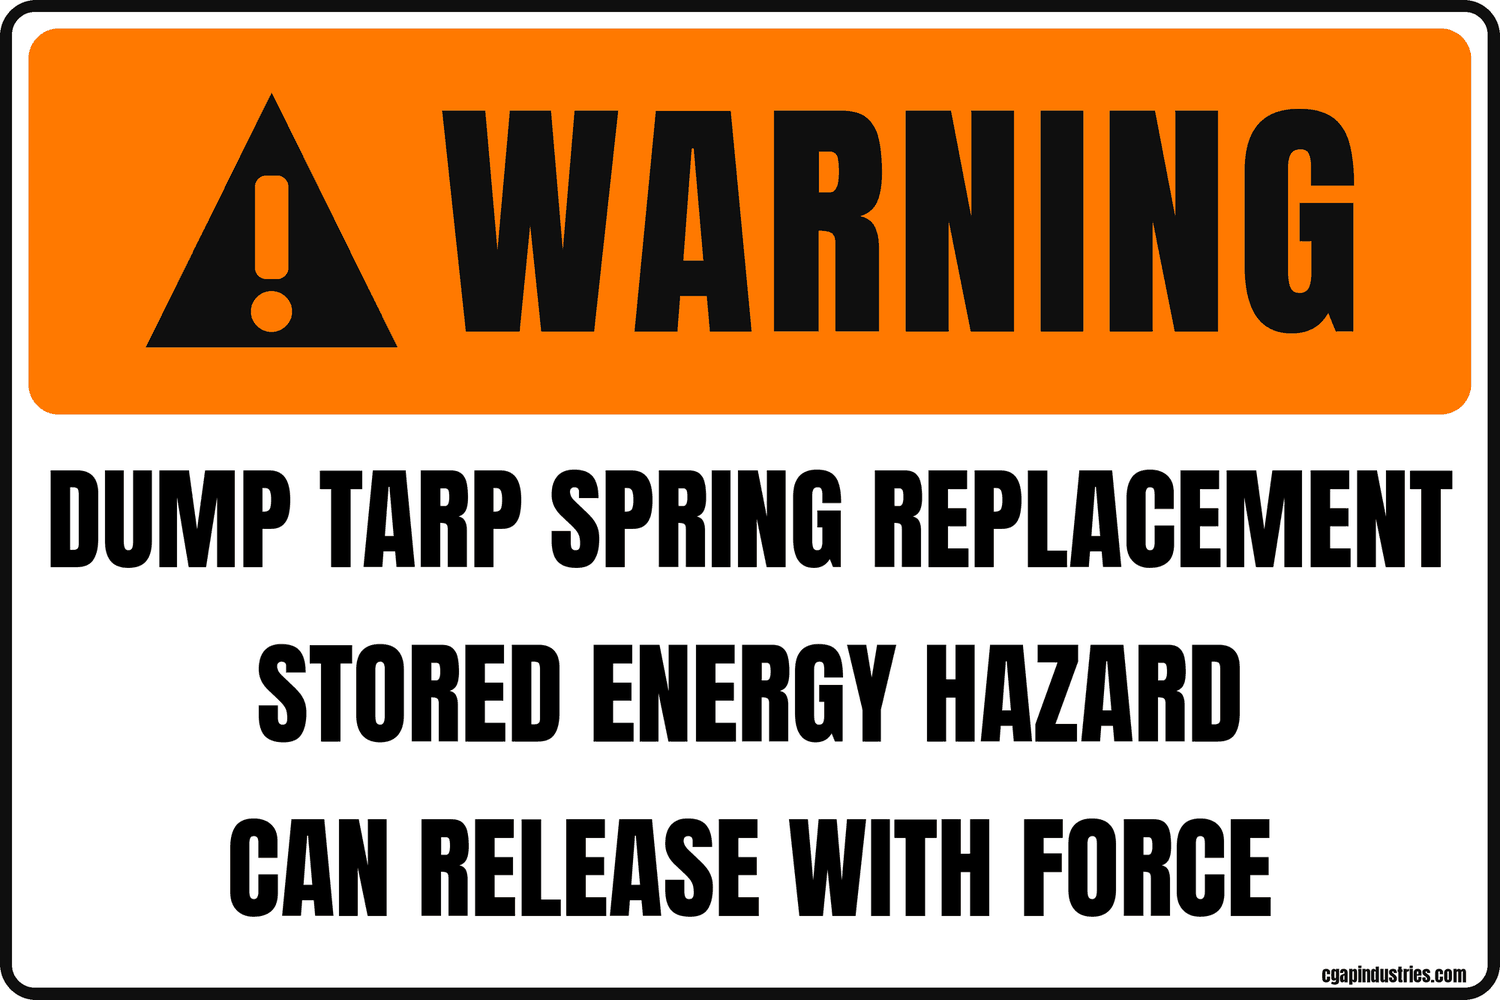 WARNING
DUMP TARP SPRING REPLACEMENT
STORED ENERGY HAZARD
CAN RELEASE WITH FORCE
cgapindustries.com